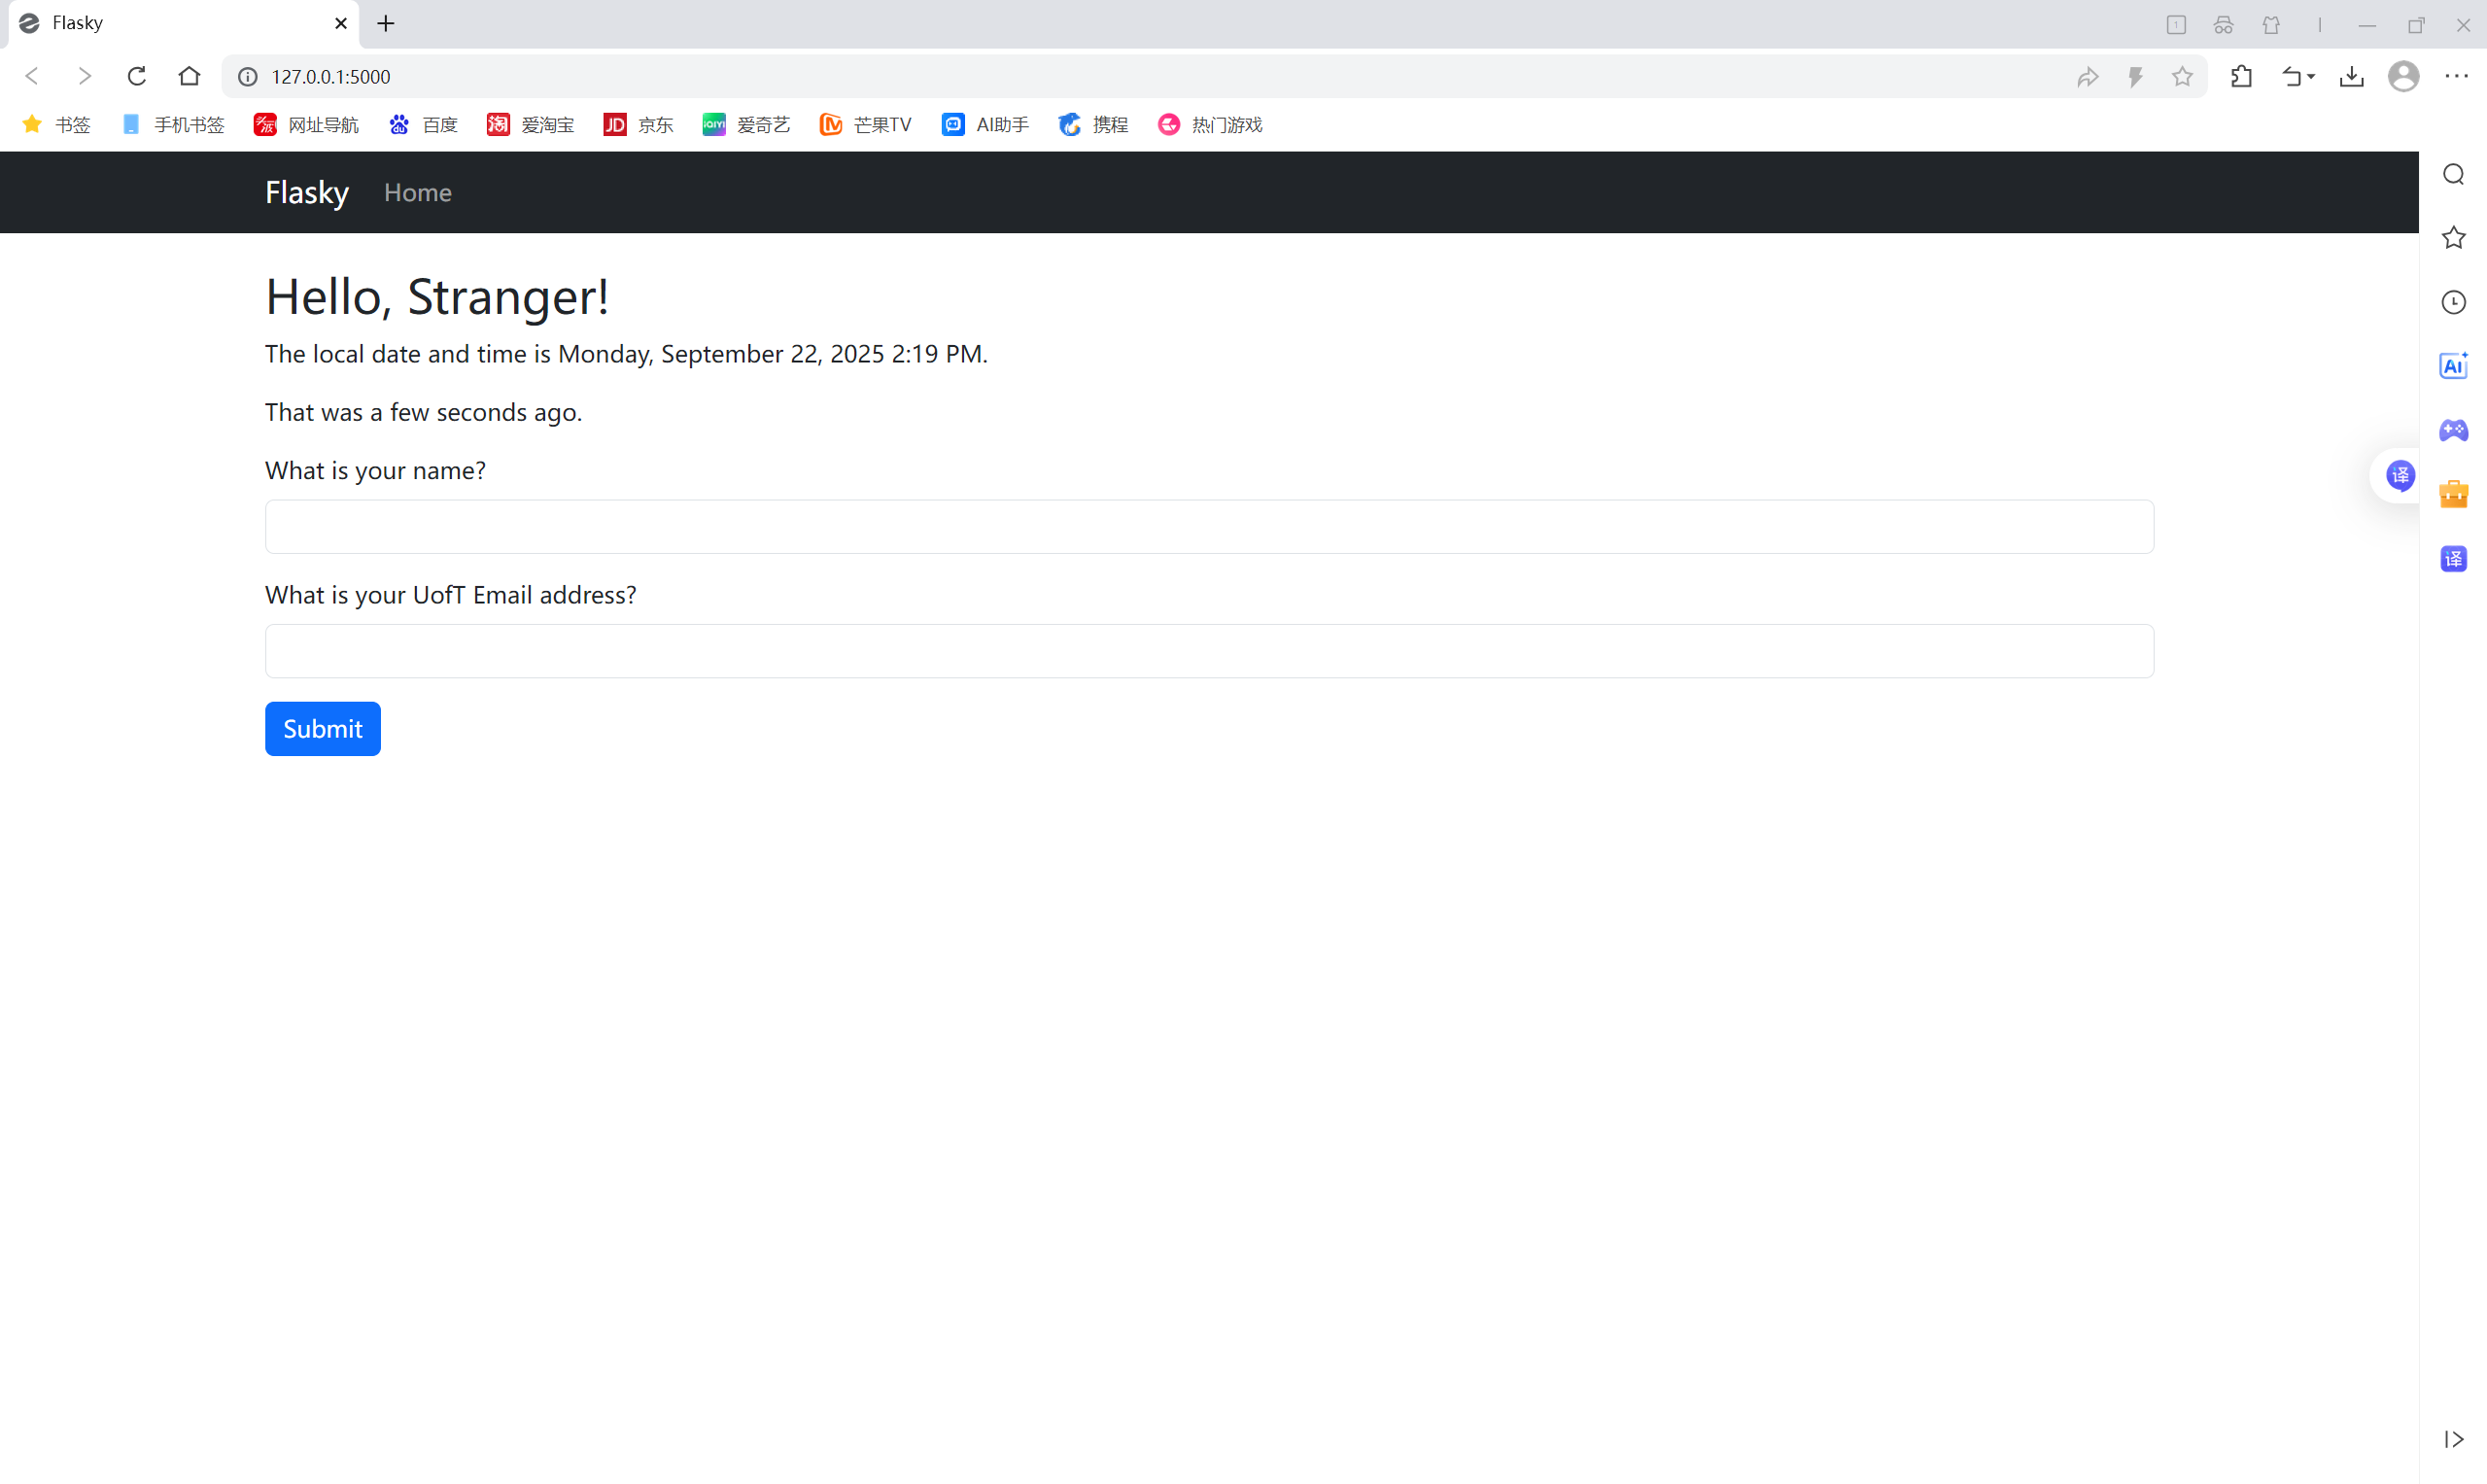 Flasky
127.0.0.1:5000
书签 手机书签 网址导航 百度 爱淘宝 京东 爱奇艺 芒果TV AI助手 携程 热门游戏
Flasky Home
Hello, Stranger!
The local date and time is Monday, September 22, 2025 2:19 PM.
That was a few seconds ago.
What is your name?
What is your UofT Email address?
Submit
译
译